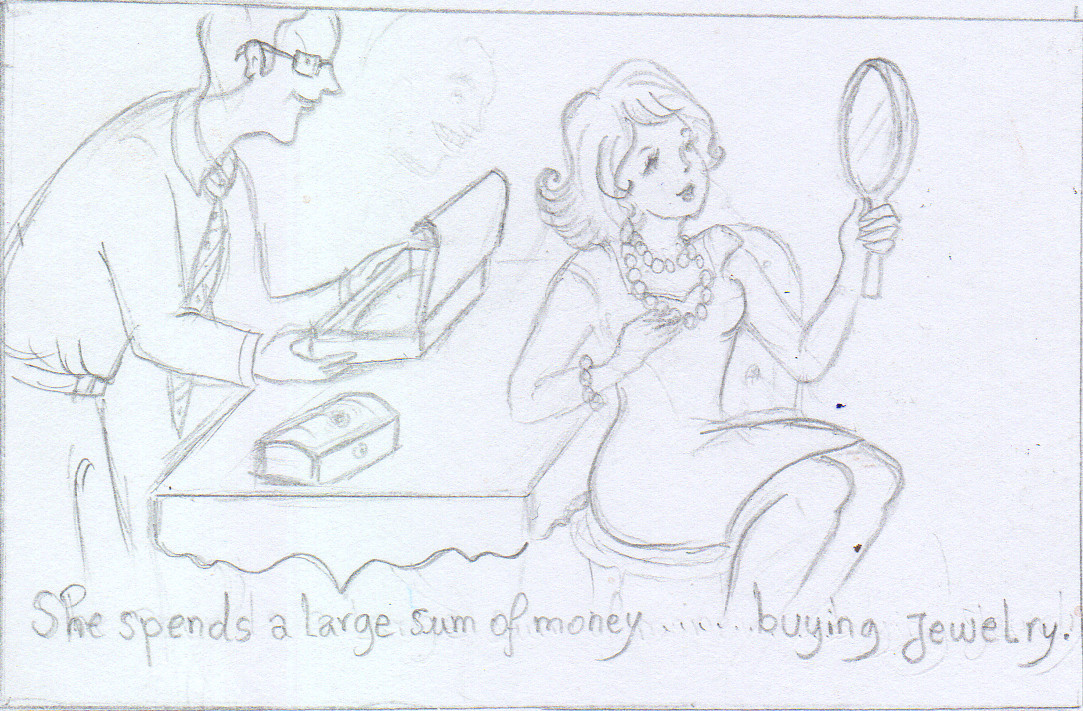 She spends a large sum of money ....... buying Jewelry.